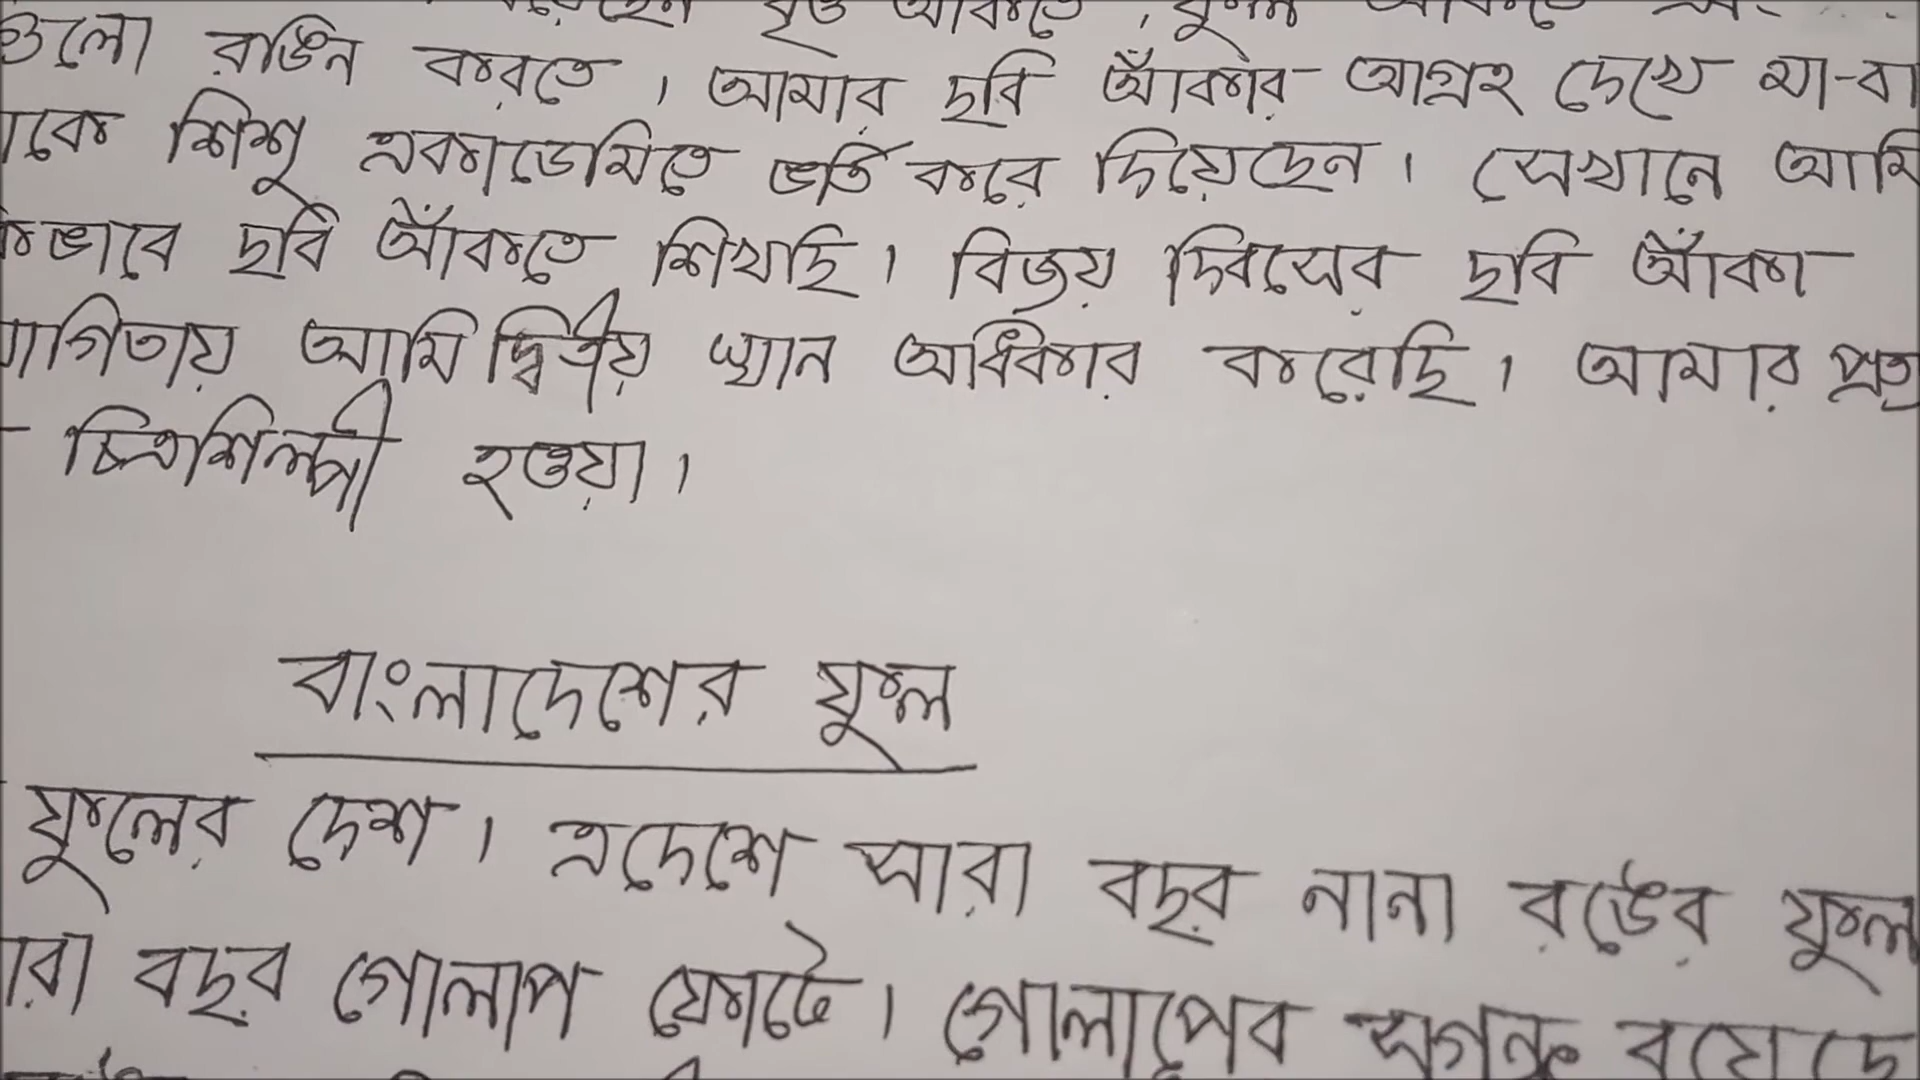 গুলো রঙিন করতে। আমার ছবি আঁকার আগ্রহ দেখে মা-বা
াকে শিশু একাডেমিতে ভর্তি করে দিয়েছেন। সেখানে আমি
ভাবে ছবি আঁকতে শিখছি। বিজয় দিবসের ছবি আঁকা
োগিতায় আমি দ্বিতীয় স্থান অধিকার করেছি। আমার
চিত্রশিল্পী হওয়া।
বাংলাদেশের ফুল
ফুলের দেশ। এদেশে সারা বছর নানা রঙের ফুল
ারা বছর গোলাপ ফোটে। গোলাপের সুগন্ধ রয়েছে